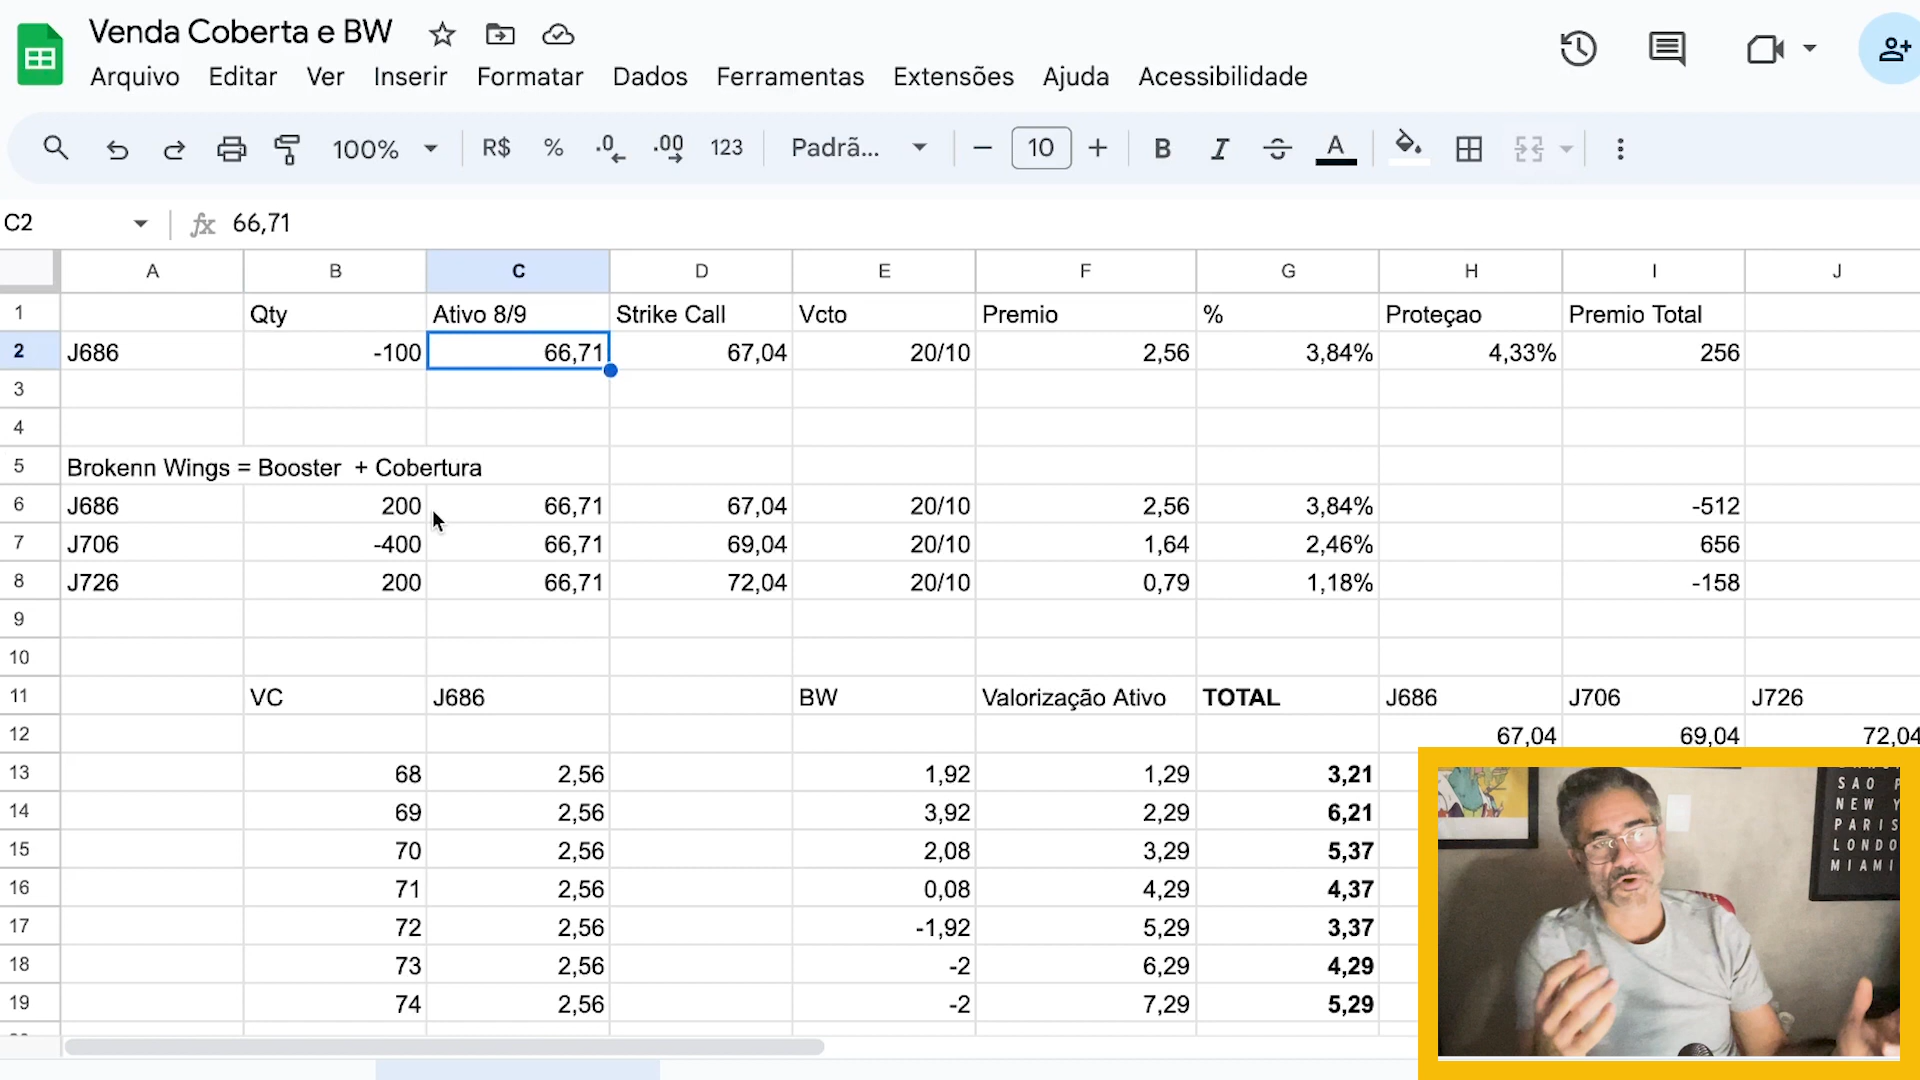 Venda Coberta e BW
Arquivo Editar Ver Inserir Formatar Dados Ferramentas Extensões Ajuda Acessibilidade
100% R$ % .0 .00 123 Padrã... 10 B I S A
C2 fx 66,71
A B C D E F G H I J
1 Qty Ativo 8/9 Strike Call Vcto Premio % Proteçao Premio Total
2 J686 -100 66,71 67,04 20/10 2,56 3,84% 4,33% 256
3
4
5 Brokenn Wings = Booster + Cobertura
6 J686 200 66,71 67,04 20/10 2,56 3,84% -512
7 J706 -400 66,71 69,04 20/10 1,64 2,46% 656
8 J726 200 66,71 72,04 20/10 0,79 1,18% -158
9
10
11 VC J686 BW Valorização Ativo TOTAL J686 J706 J726
12 67,04 69,04 72,04
13 68 2,56 1,92 1,29 3,21
14 69 2,56 3,92 2,29 6,21
15 70 2,56 2,08 3,29 5,37
16 71 2,56 0,08 4,29 4,37
17 72 2,56 -1,92 5,29 3,37
18 73 2,56 -2 6,29 4,29
19 74 2,56 -2 7,29 5,29
SAO P
NEW Y
PARIS
LONDO
MIAMI